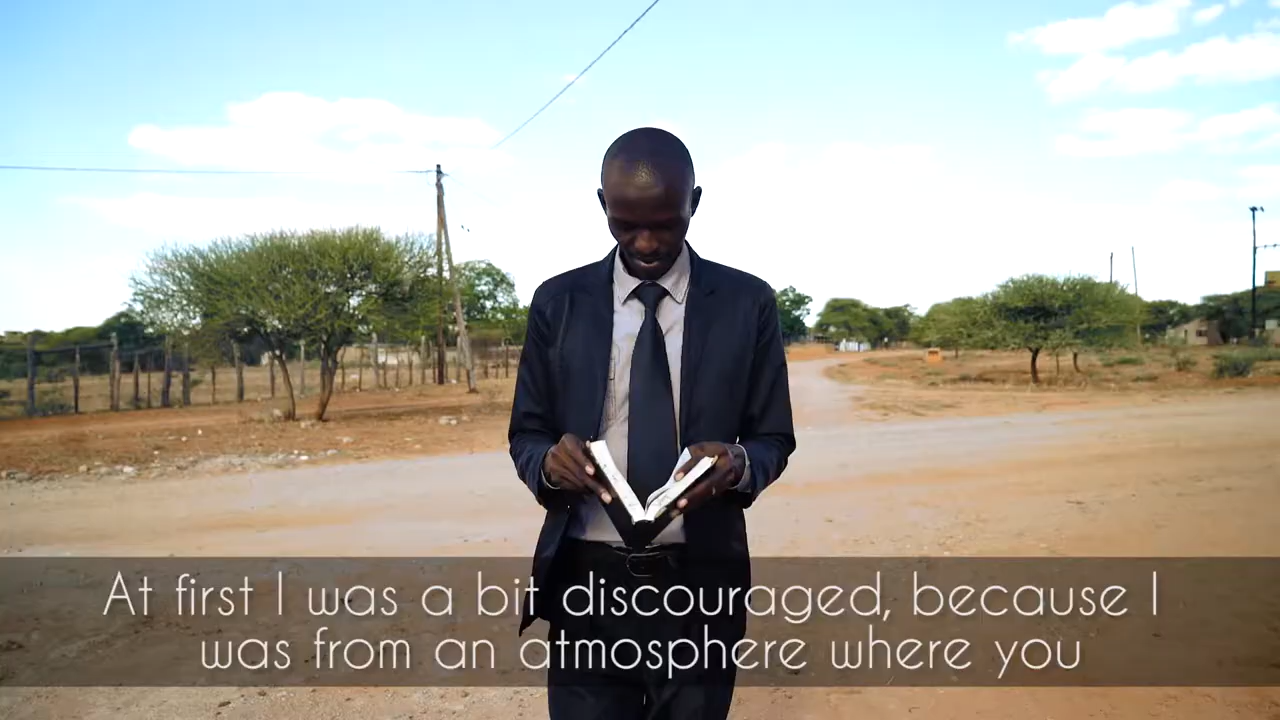 At first I was a bit discouraged, because I
was from an atmosphere where you